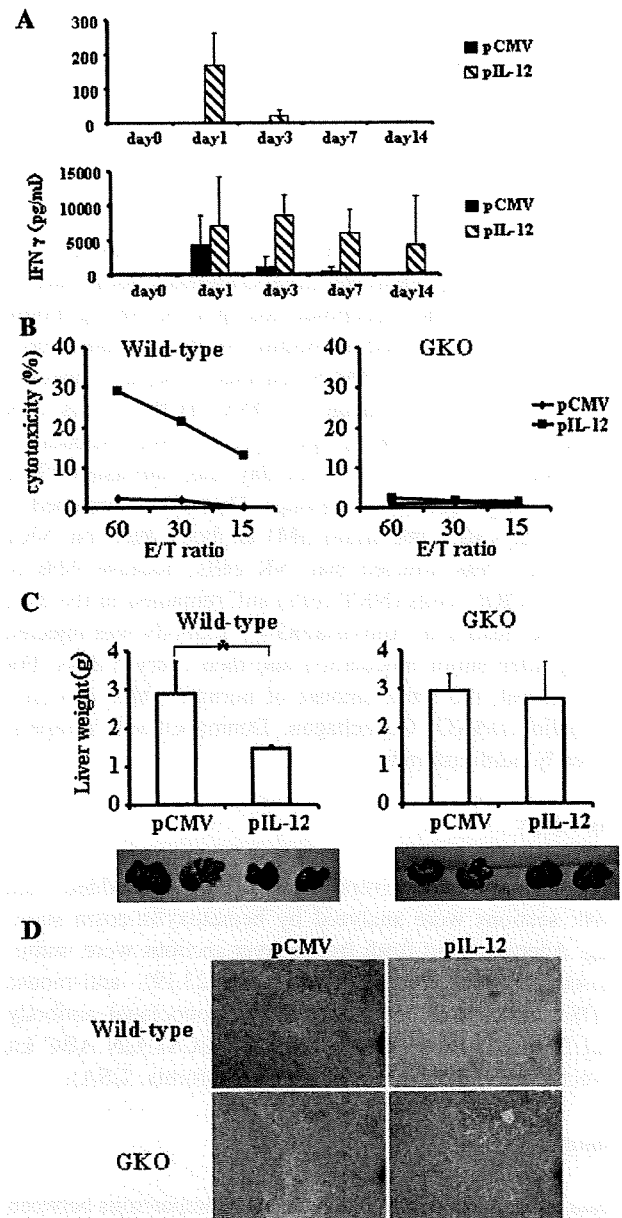 A
300
200
100
0
day0 day1 day3 day7 day14
pCMV
pIL-12
IFN γ (pg/ml)
15000
10000
5000
0
day0 day1 day3 day7 day14
pCMV
pIL-12
B
Wild-type
GKO
cytotoxicity (%)
40
30
20
10
0
60 30 15
E/T ratio
40
30
20
10
0
60 30 15
E/T ratio
pCMV
pIL-12
C
Wild-type
GKO
Liver weight(g)
4
3
2
1
0
*
pCMV pIL-12
4
3
2
1
0
pCMV pIL-12
D
pCMV pIL-12
Wild-type
GKO